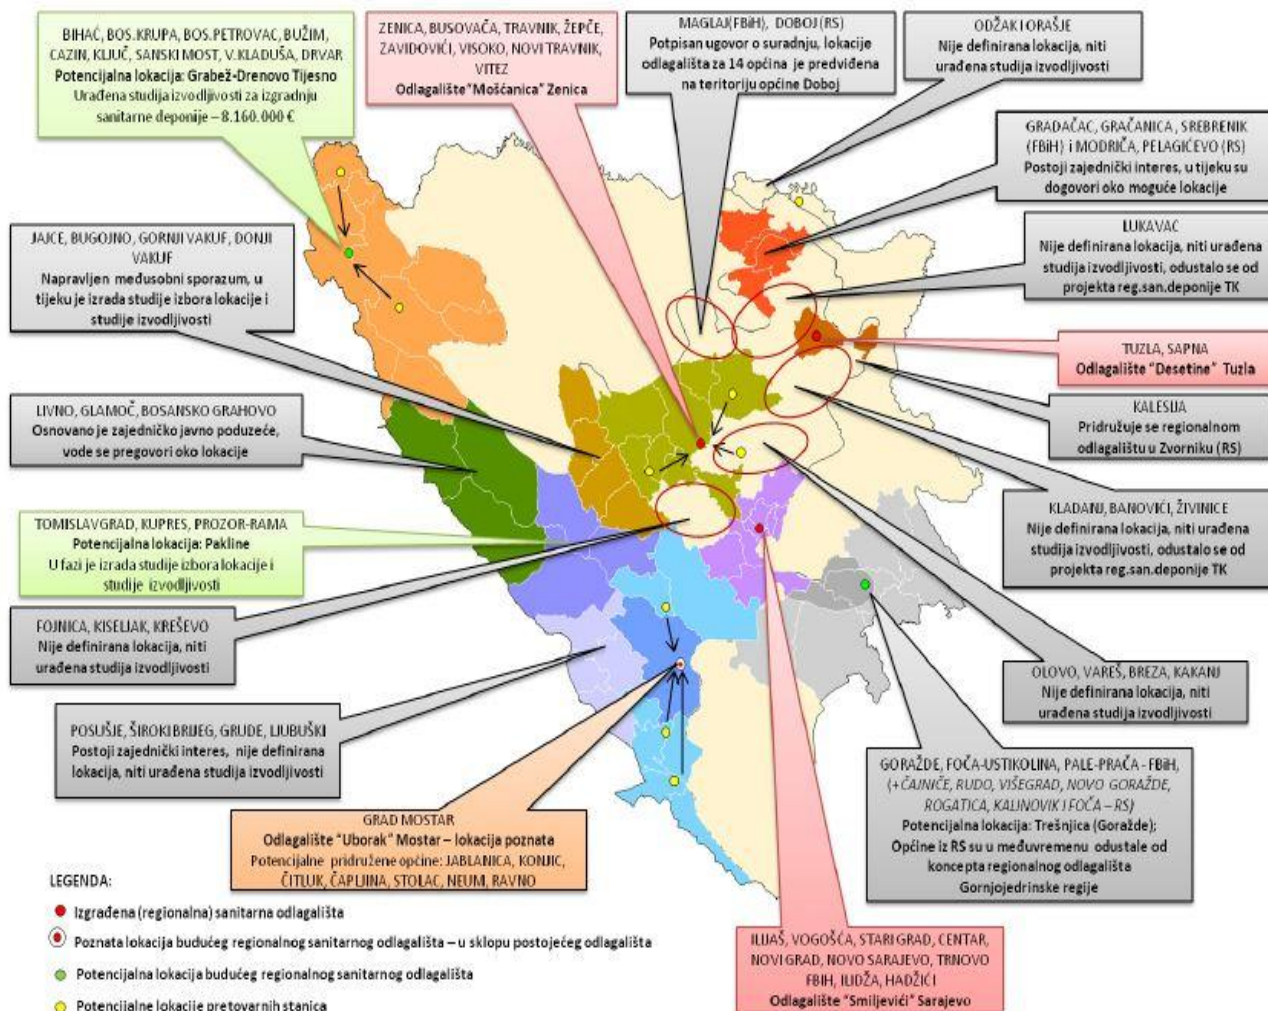 BIHAĆ, BOS.KRUPA, BOS.PETROVAC, BUŽIM,
CAZIN, KLJUČ, SANSKI MOST, V.KLADUŠA, DRVAR
Potencijalna lokacija: Grabež-Drenovo Tijesno
Urađena studija izvodljivosti za izgradnju
sanitarne deponije – 8.160.000 €
ZENICA, BUSOVAČA, TRAVNIK, ŽEPČE,
ZAVIDOVIĆI, VISOKO, NOVI TRAVNIK,
VITEZ
Odlagalište "Mošćanica" Zenica
MAGLAJ(FBiH), DOBOJ (RS)
Potpisan ugovor o suradnju, lokacije
odlagališta za 14 općina je predviđena
na teritoriju općine Doboj
ODŽAK I ORAŠJE
Nije definirana lokacija, niti
urađena studija izvodljivosti
GRADAČAC, GRAČANICA, SREBRENIK
(FBiH) i MODRIČA, PELAGIĆEVO (RS)
Postoji zajednički interes, u tijeku su
dogovori oko moguće lokacije
JAJCE, BUGOJNO, GORNJI VAKUF, DONJI
VAKUF
Napravljen međusobni sporazum, u
tijeku je izrada studije izbora lokacije i
studije izvodljivosti
LUKAVAC
Nije definirana lokacija, niti urađena
studija izvodljivosti, odustalo se od
projekta reg.san.deponije TK
TUZLA, SAPNA
Odlagalište "Desetine" Tuzla
LIVNO, GLAMOČ, BOSANSKO GRAHOVO
Osnovano je zajedničko javno poduzeće,
vode se pregovori oko lokacije
KALESIJA
Pridružuje se regionalnom
odlagalištu u Zvorniku (RS)
TOMISLAVGRAD, KUPRES, PROZOR-RAMA
Potencijalna lokacija: Pakline
U fazi je izrada studije izbora lokacije i
studije izvodljivosti
KLADANJ, BANOVIĆI, ŽIVINICE
Nije definirana lokacija, niti urađena
studija izvodljivosti, odustalo se od
projekta reg.san.deponije TK
FOJNICA, KISELJAK, KREŠEVO
Nije definirana lokacija, niti
urađena studija izvodljivosti
OLOVO, VAREŠ, BREZA, KAKANJ
Nije definirana lokacija, niti
urađena studija izvodljivosti
POSUŠJE, ŠIROKI BRIJEG, GRUDE, LJUBUŠKI
Postoji zajednički interes, nije definirana
lokacija, niti urađena studija izvodljivosti
GORAŽDE, FOČA-USTIKOLINA, PALE-PRAČA - FBiH,
(+ČAJNIČE, RUDO, VIŠEGRAD, NOVO GORAŽDE,
ROGATICA, KALINOVIK I FOČA – RS)
Potencijalna lokacija: Trešnjica (Goražde);
Općine iz RS su u međuvremenu odustale od
koncepta regionalnog odlagališta
Gornjojedrinske regije
GRAD MOSTAR
Odlagalište "Uborak" Mostar – lokacija poznata
Potencijalne pridružene općine: JABLANICA, KONJIC,
ČITLUK, ČAPLJINA, STOLAC, NEUM, RAVNO
ILIJAŠ, VOGOŠĆA, STARI GRAD, CENTAR,
NOVI GRAD, NOVO SARAJEVO, TRNOVO
FBIH, ILIDŽA, HADŽIĆI
Odlagalište "Smiljevići" Sarajevo
LEGENDA:
Izgrađena (regionalna) sanitarna odlagališta
Poznata lokacija budućeg regionalnog sanitarnog odlagališta – u sklopu postojećeg odlagališta
Potencijalna lokacija budućeg regionalnog sanitarnog odlagališta
Potencijalne lokacije pretovarnih stanica